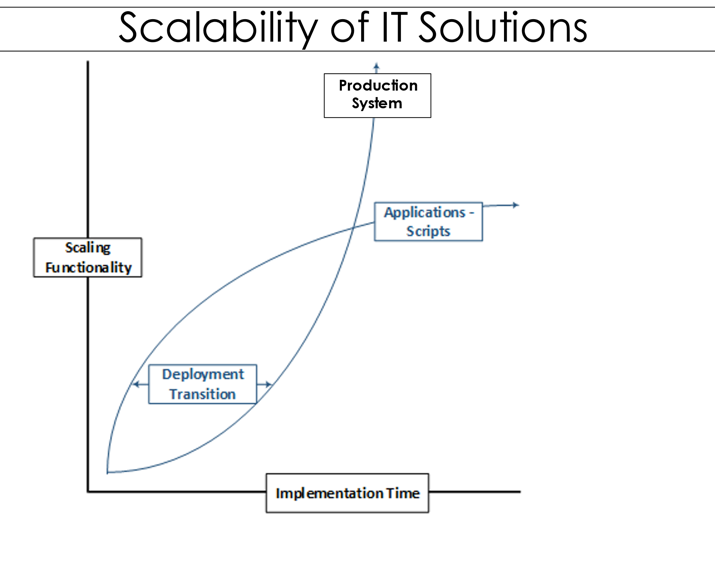 Scalability of IT Solutions
Production
System
Applications -
Scripts
Scaling
Functionality
Deployment
Transition
Implementation Time